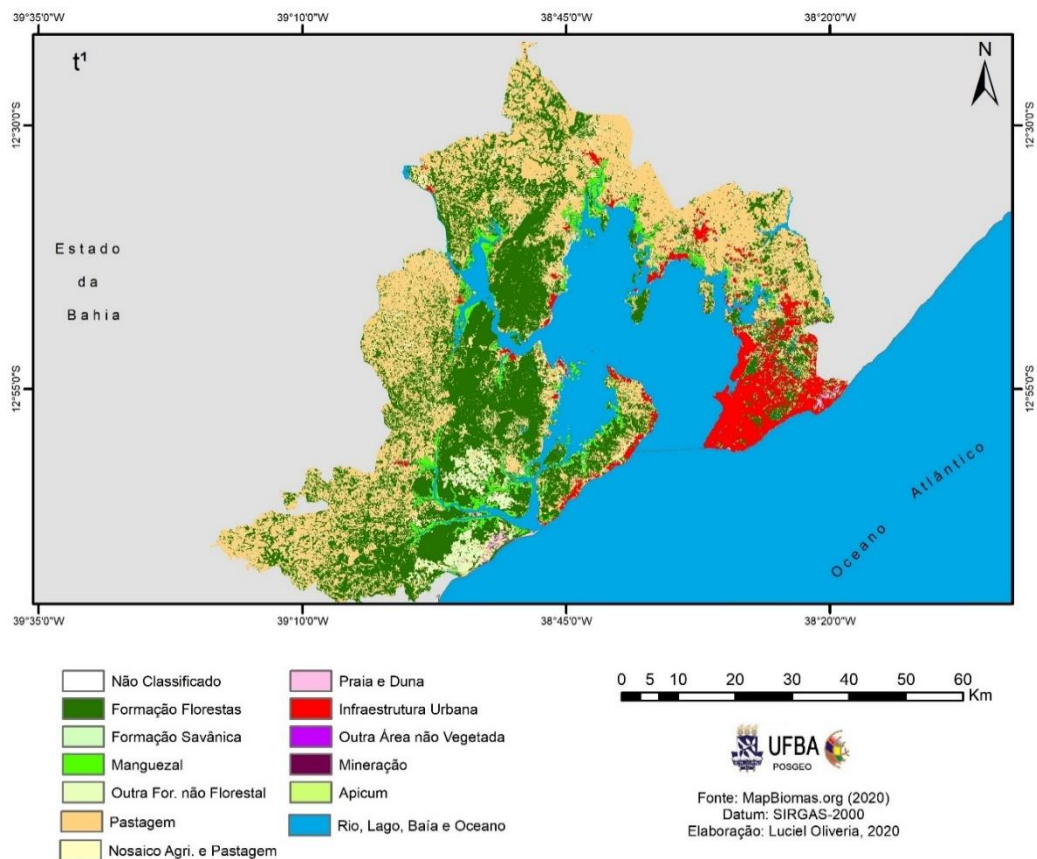 39°35'0"W 39°10'0"W 38°45'0"W 38°20'0"W
t¹
N
12°30'0"S 12°30'0"S
Estado
da
Bahia
12°55'0"S 12°55'0"S
Oceano Atlântico
39°35'0"W 39°10'0"W 38°45'0"W 38°20'0"W
Não Classificado
Formação Florestas
Formação Savânica
Manguezal
Outra For. não Florestal
Pastagem
Nosaico Agri. e Pastagem
Praia e Duna
Infraestrutura Urbana
Outra Área não Vegetada
Mineração
Apicum
Rio, Lago, Baía e Oceano
0 5 10 20 30 40 50 60
Km
UFBA
POSGEO
Fonte: MapBiomas.org (2020)
Datum: SIRGAS-2000
Elaboração: Luciel Oliveria, 2020